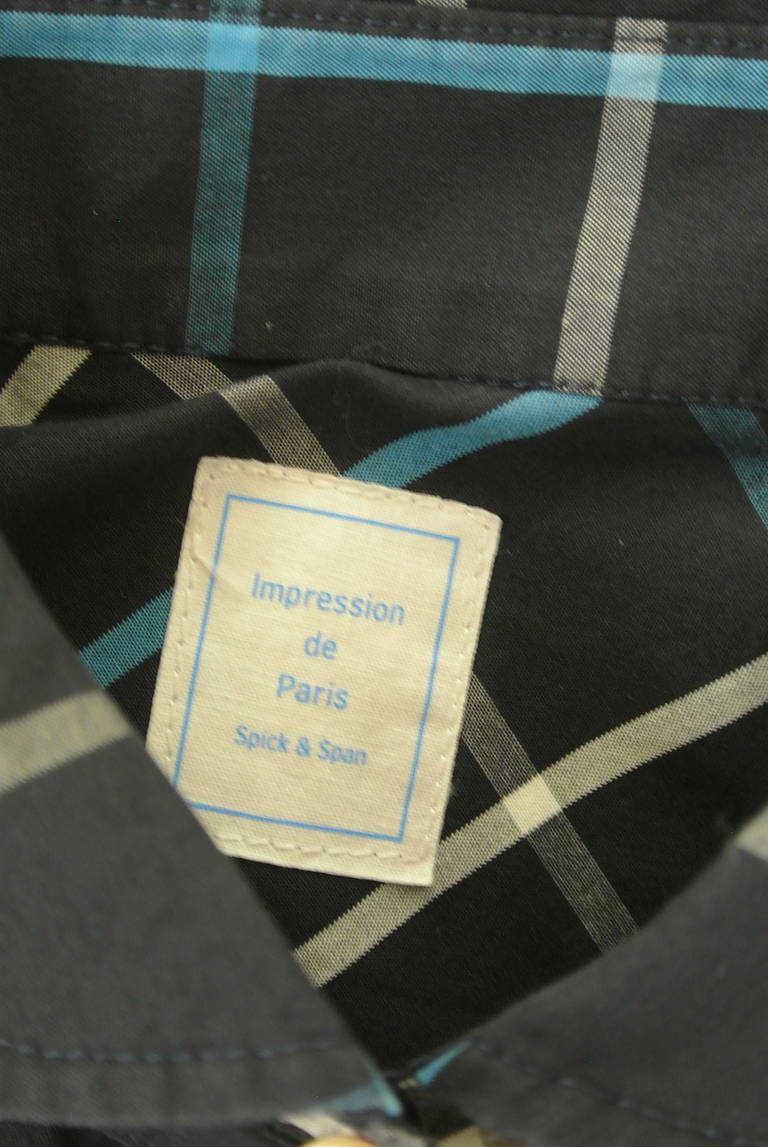 Impression
de
Paris
Spick & Span